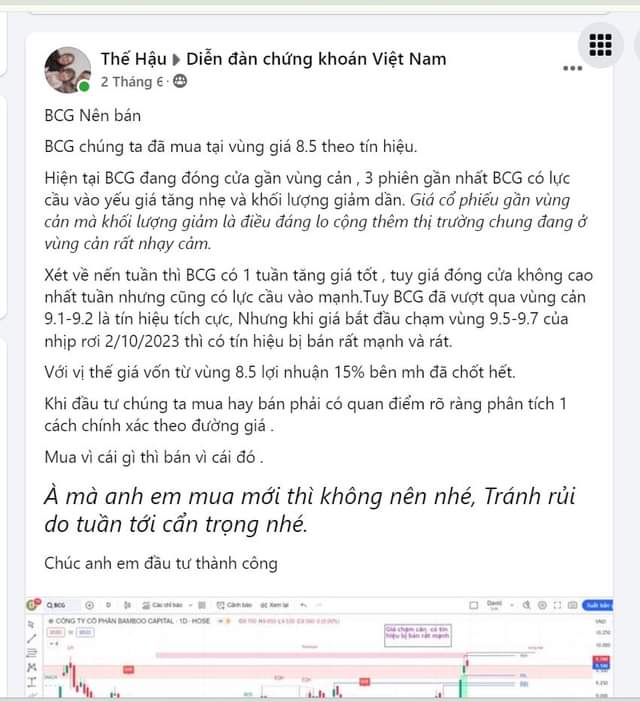 Thế Hậu ▸ Diễn đàn chứng khoán Việt Nam
2 Tháng 6 ·
BCG Nên bán
BCG chúng ta đã mua tại vùng giá 8.5 theo tín hiệu.
Hiện tại BCG đang đóng cửa gần vùng cản , 3 phiên gần nhất BCG có lực
cầu vào yếu giá tăng nhẹ và khối lượng giảm dần. Giá cổ phiếu gần vùng
cản mà khối lượng giảm là điều đáng lo cộng thêm thị trường chung đang ở
vùng cản rất nhạy cảm.
Xét về nến tuần thì BCG có 1 tuần tăng giá tốt , tuy giá đóng cửa không cao
nhất tuần nhưng cũng có lực cầu vào mạnh.Tuy BCG đã vượt qua vùng cản
9.1-9.2 là tín hiệu tích cực, Nhưng khi giá bắt đầu chạm vùng 9.5-9.7 của
nhịp rơi 2/10/2023 thì có tín hiệu bị bán rất mạnh và rát.
Với vị thế giá vốn từ vùng 8.5 lợi nhuận 15% bên mh đã chốt hết.
Khi đầu tư chúng ta mua hay bán phải có quan điểm rõ ràng phân tích 1
cách chính xác theo đường giá .
Mua vì cái gì thì bán vì cái đó .
À mà anh em mua mới thì không nên nhé, Tránh rủi
do tuần tới cẩn trọng nhé.
Chúc anh em đầu tư thành công
BCG D Các chỉ báo Cảnh báo Xem lại
CÔNG TY CỔ PHẦN BAMBOO CAPITAL · 1D · HOSE
Giá chạm cản, có tín
hiệu bị bán rất mạnh